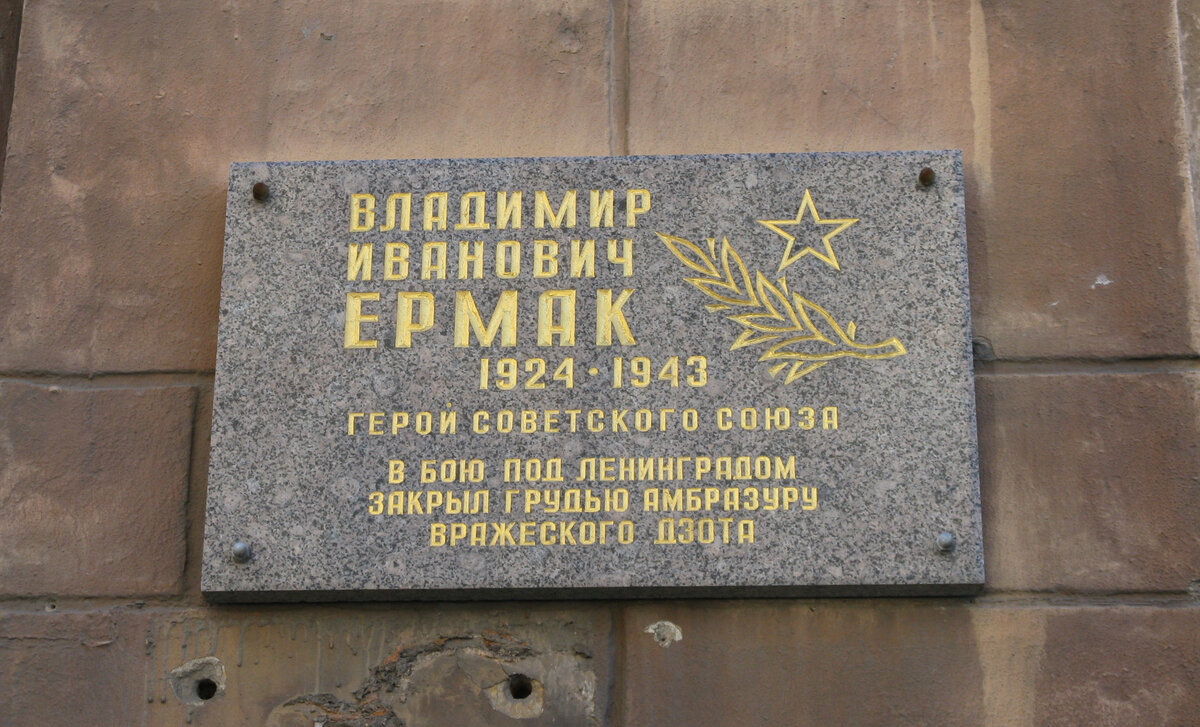 ВЛАДИМИР
ИВАНОВИЧ
ЕРМАК
1924 · 1943
ГЕРОЙ СОВЕТСКОГО СОЮЗА
В БОЮ ПОД ЛЕНИНГРАДОМ
ЗАКРЫЛ ГРУДЬЮ АМБРАЗУРУ
ВРАЖЕСКОГО ДЗОТА